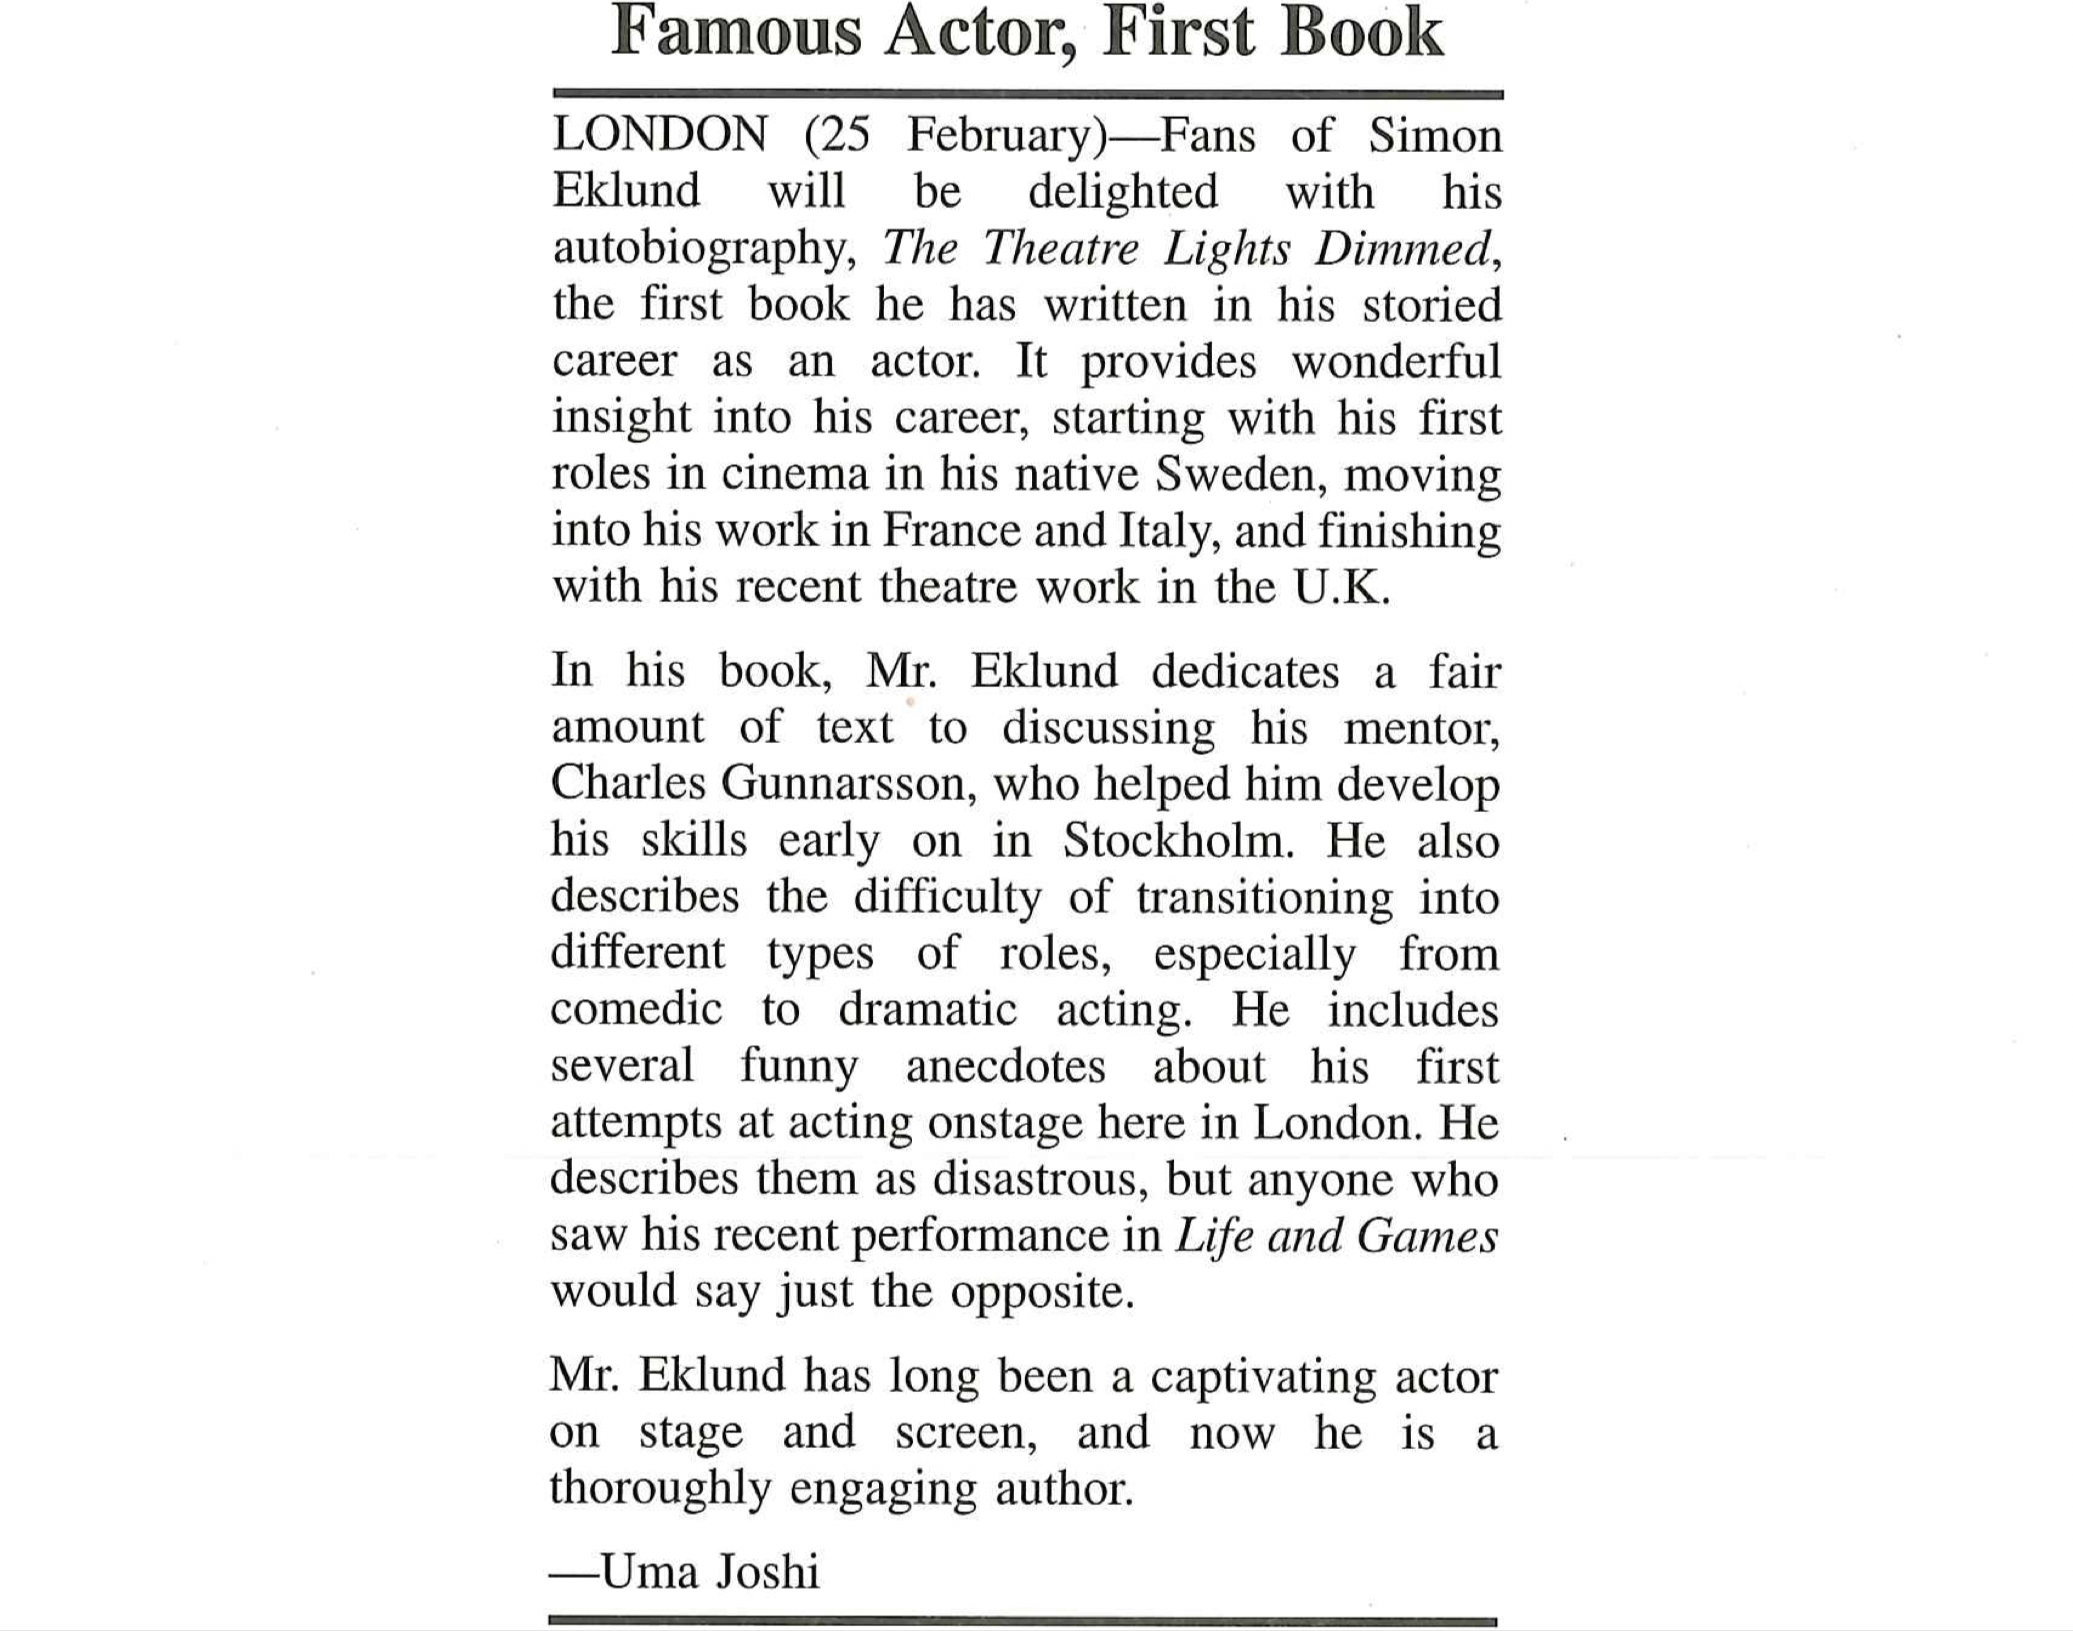 Famous Actor, First Book
LONDON (25 February)—Fans of Simon
Eklund will be delighted with his
autobiography, The Theatre Lights Dimmed,
the first book he has written in his storied
career as an actor. It provides wonderful
insight into his career, starting with his first
roles in cinema in his native Sweden, moving
into his work in France and Italy, and finishing
with his recent theatre work in the U.K.
In his book, Mr. Eklund dedicates a fair
amount of text to discussing his mentor,
Charles Gunnarsson, who helped him develop
his skills early on in Stockholm. He also
describes the difficulty of transitioning into
different types of roles, especially from
comedic to dramatic acting. He includes
several funny anecdotes about his first
attempts at acting onstage here in London. He
describes them as disastrous, but anyone who
saw his recent performance in Life and Games
would say just the opposite.
Mr. Eklund has long been a captivating actor
on stage and screen, and now he is a
thoroughly engaging author.
—Uma Joshi